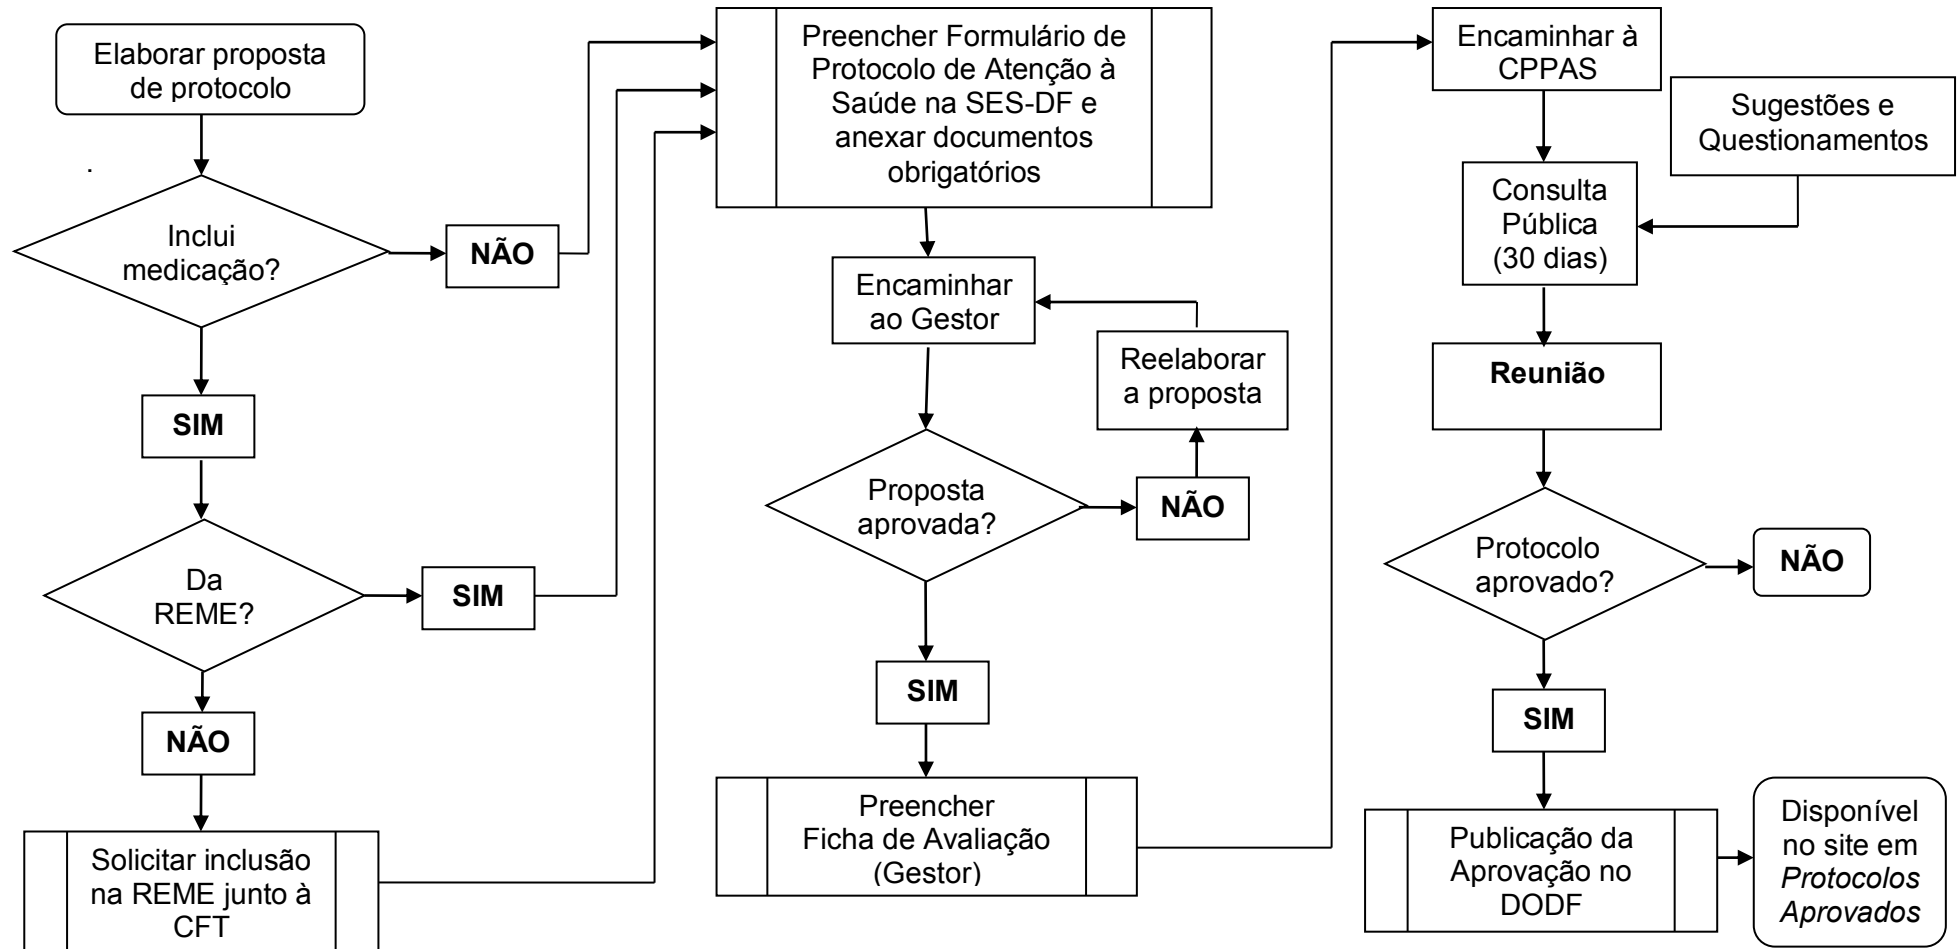 Elaborar proposta
de protocolo
.
Inclui
medicação?
NÃO
SIM
Da
REME?
SIM
NÃO
Solicitar inclusão
na REME junto à
CFT
Preencher Formulário de
Protocolo de Atenção à
Saúde na SES-DF e
anexar documentos
obrigatórios
Encaminhar
ao Gestor
Reelaborar
a proposta
Proposta
aprovada?
NÃO
SIM
Preencher
Ficha de Avaliação
(Gestor)
Encaminhar à
CPPAS
Sugestões e
Questionamentos
Consulta
Pública
(30 dias)
Reunião
Protocolo
aprovado?
NÃO
SIM
Publicação da
Aprovação no
DODF
Disponível
no site em
Protocolos
Aprovados